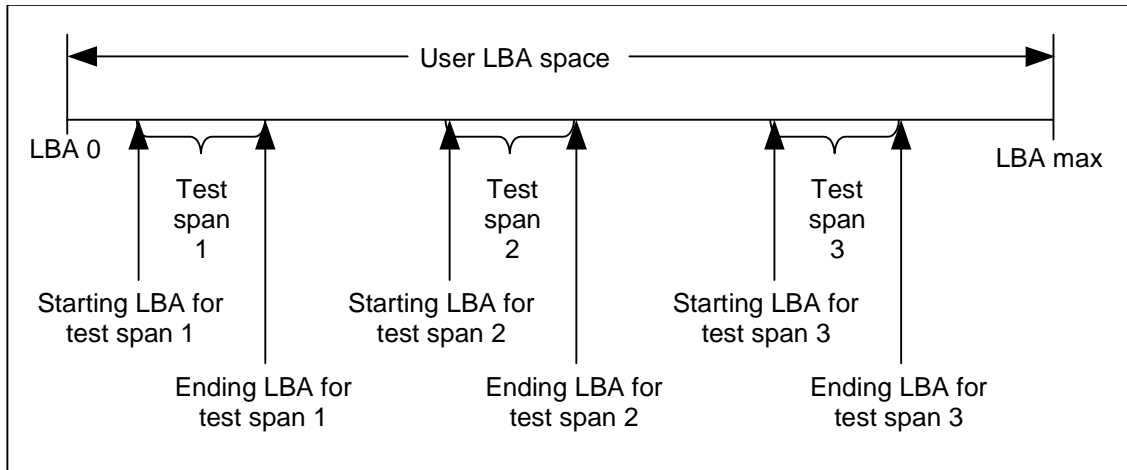 User LBA space
LBA 0
LBA max
Test
span
1
Test
span
2
Test
span
3
Starting LBA for
test span 1
Starting LBA for
test span 2
Starting LBA for
test span 3
Ending LBA for
test span 1
Ending LBA for
test span 2
Ending LBA for
test span 3